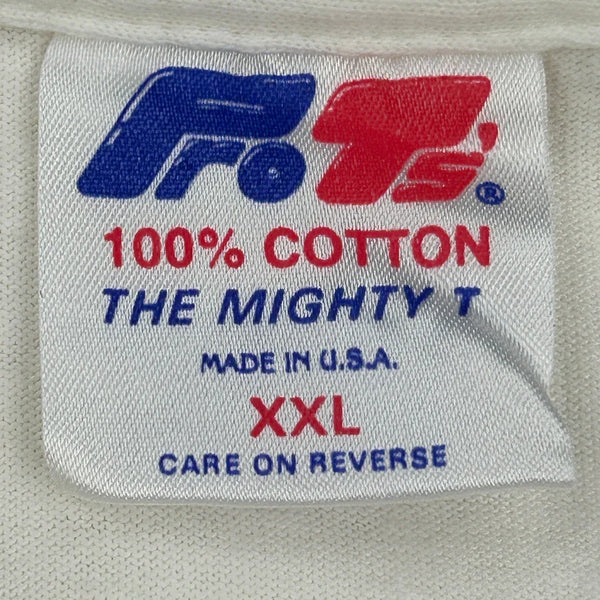 Pro T's ®
100% COTTON
THE MIGHTY T
MADE IN U.S.A.
XXL
CARE ON REVERSE